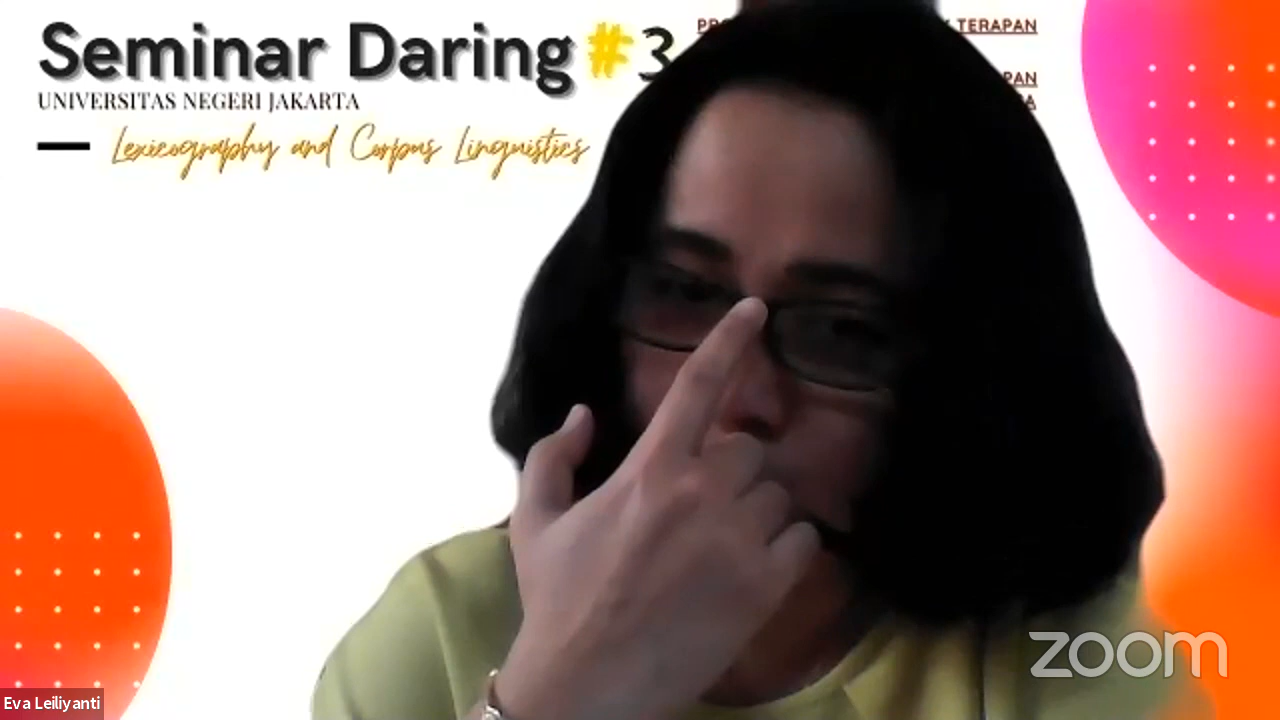 Seminar Daring #3
UNIVERSITAS NEGERI JAKARTA
Lexicography and Corpus Linguistics
TERAPAN
zoom
Eva Leiliyanti